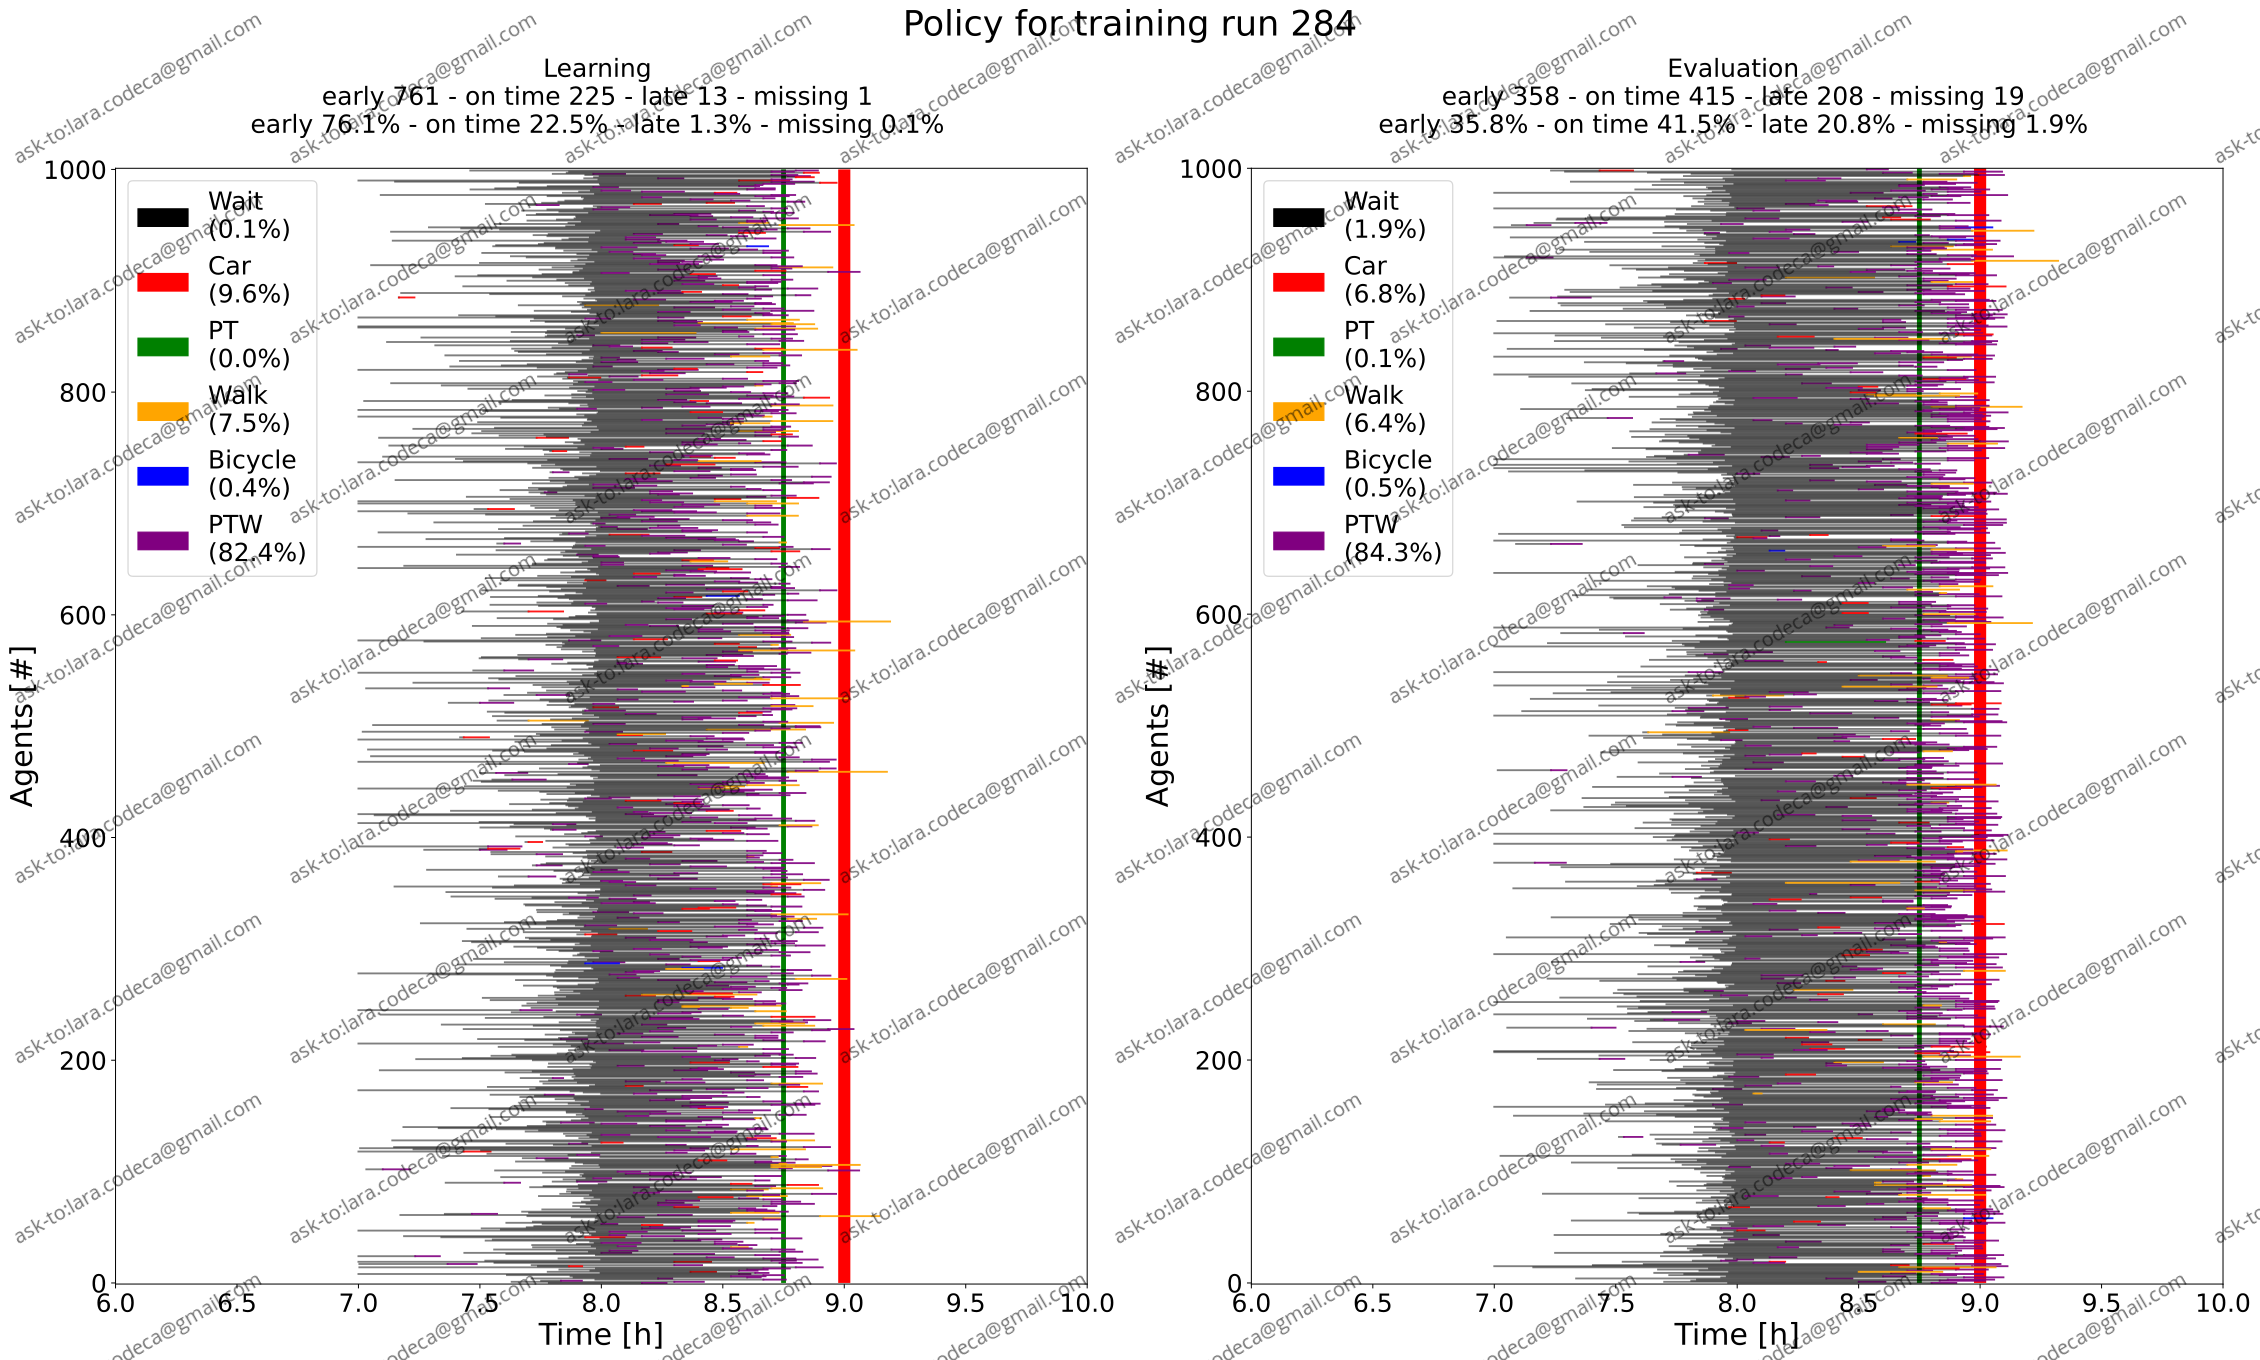 Policy for training run 284
Learning
early 761 - on time 225 - late 13 - missing 1
early 76.1% - on time 22.5% - late 1.3% - missing 0.1%
1000
800
600
400
200
0
Agents [#]
Wait
(0.1%)
Car
(9.6%)
PT
(0.0%)
Walk
(7.5%)
Bicycle
(0.4%)
PTW
(82.4%)
6.0 6.5 7.0 7.5 8.0 8.5 9.0 9.5 10.0
Time [h]
Evaluation
early 358 - on time 415 - late 208 - missing 19
early 35.8% - on time 41.5% - late 20.8% - missing 1.9%
1000
800
600
400
200
0
Agents [#]
Wait
(1.9%)
Car
(6.8%)
PT
(0.1%)
Walk
(6.4%)
Bicycle
(0.5%)
PTW
(84.3%)
6.0 6.5 7.0 7.5 8.0 8.5 9.0 9.5 10.0
Time [h]
ask-to:lara.codeca@gmail.com